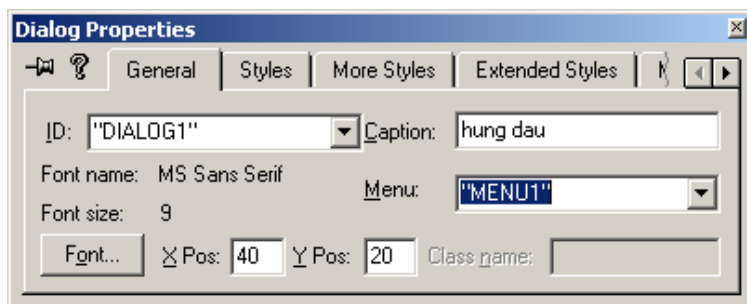 Dialog Properties
General Styles More Styles Extended Styles
ID: "DIALOG1" Caption: hung dau
Font name: MS Sans Serif Menu: "MENU1"
Font size: 9
Font... X Pos: 40 Y Pos: 20 Class name: